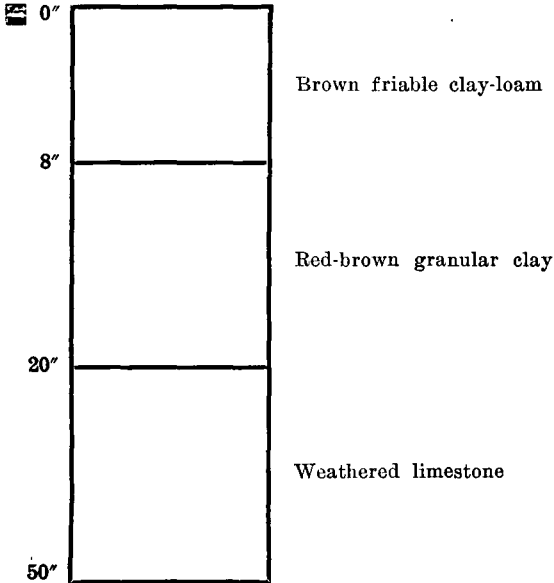 0″
Brown friable clay-loam
8″
Red-brown granular clay
20″
Weathered limestone
50″